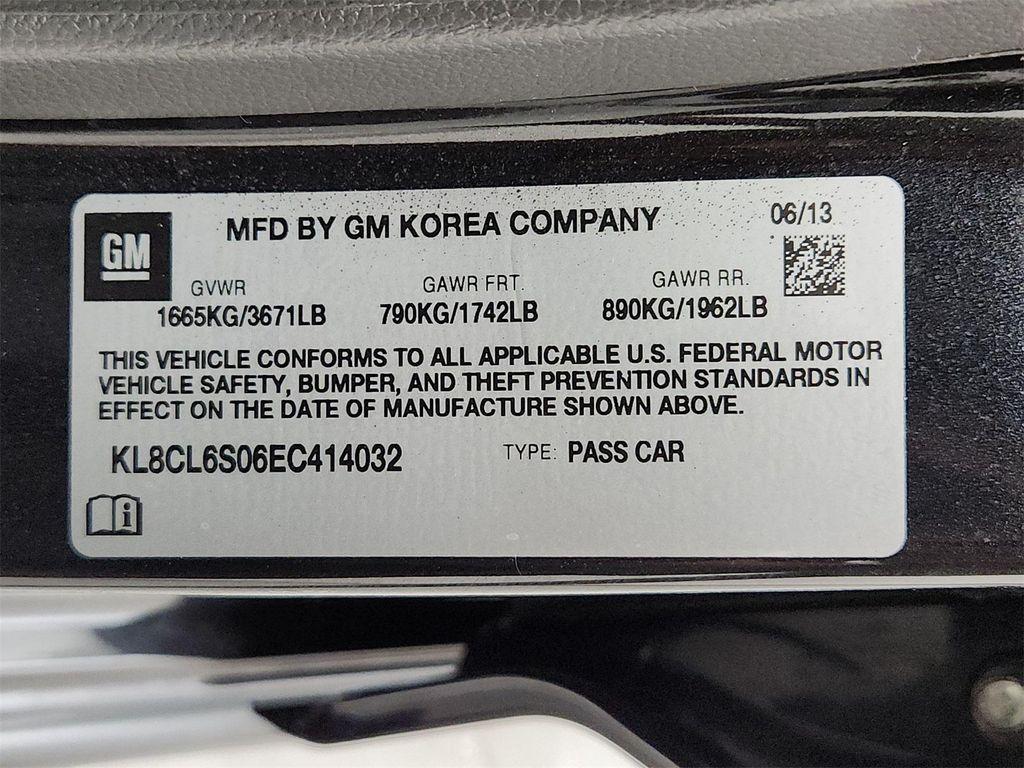 GM
MFD BY GM KOREA COMPANY
06/13
GVWR
1665KG/3671LB
GAWR FRT.
790KG/1742LB
GAWR RR.
890KG/1962LB
THIS VEHICLE CONFORMS TO ALL APPLICABLE U.S. FEDERAL MOTOR
VEHICLE SAFETY, BUMPER, AND THEFT PREVENTION STANDARDS IN
EFFECT ON THE DATE OF MANUFACTURE SHOWN ABOVE.
KL8CL6S06EC414032
TYPE: PASS CAR
i